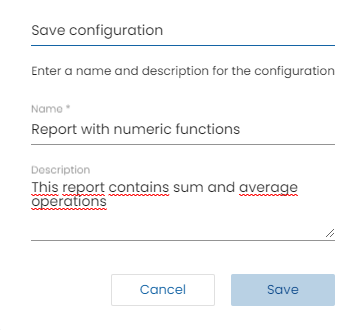 Save configuration
Enter a name and description for the configuration
Name *
Report with numeric functions
Description
This report contains sum and average
operations
Cancel
Save